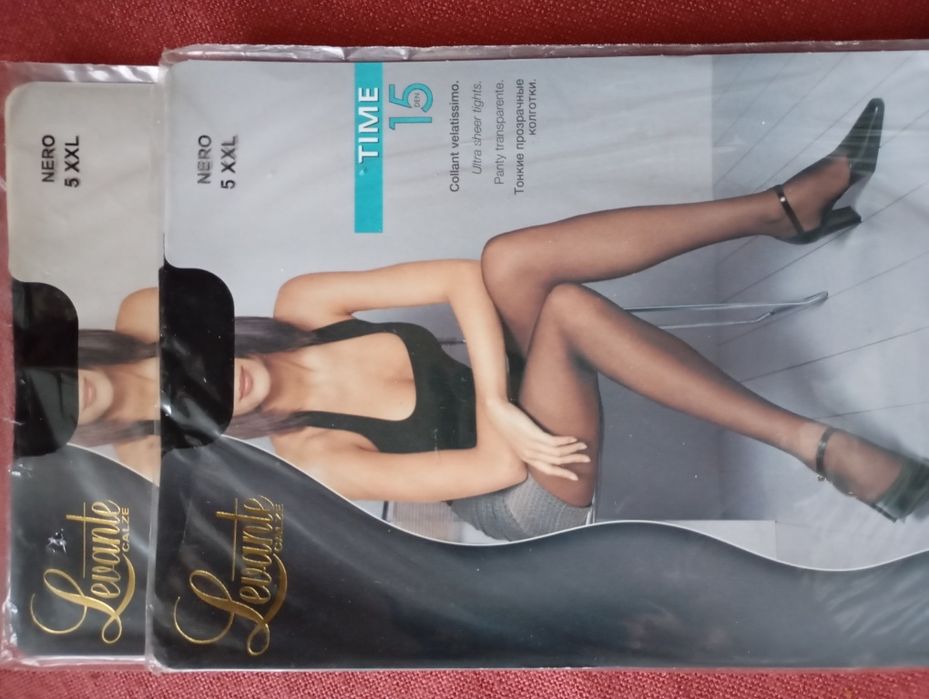 NERO
5 XXL
Levante
CALZE
NERO
5 XXL
TIME
15
DEN
Collant velatissimo.
Ultra sheer tights.
Panty transparente.
Тонкие прозрачные
колготки.
Levante
CALZE